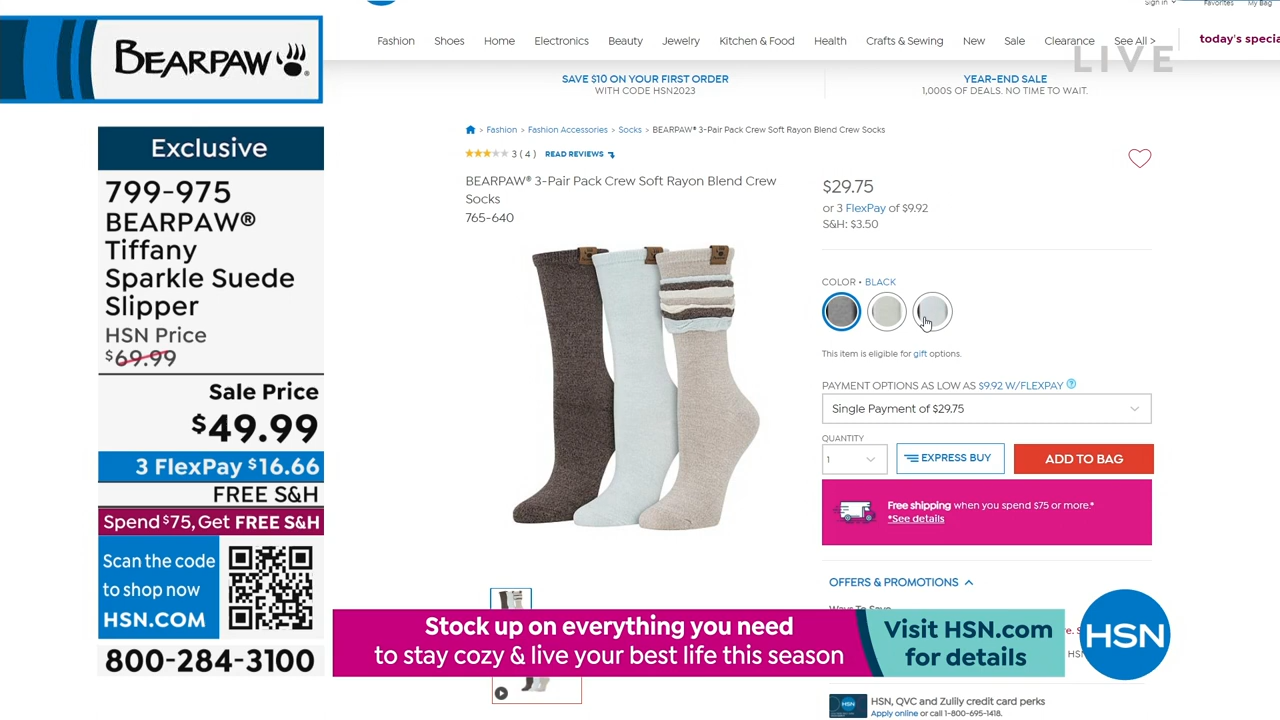 BEARPAW®
Exclusive
799-975
BEARPAW®
Tiffany
Sparkle Suede
Slipper
HSN Price
$69.99
Sale Price
$49.99
3 FlexPay $16.66
FREE S&H
Spend $75, Get FREE S&H
Scan the code
to shop now
HSN.COM
800-284-3100
Sign in
Favorites
My Bag
Fashion Shoes Home Electronics Beauty Jewelry Kitchen & Food Health Crafts & Sewing New Sale Clearance See All >
today's specia
LIVE
SAVE $10 ON YOUR FIRST ORDER
WITH CODE HSN2023
YEAR-END SALE
1,000S OF DEALS. NO TIME TO WAIT.
> Fashion > Fashion Accessories > Socks > BEARPAW® 3-Pair Pack Crew Soft Rayon Blend Crew Socks
3 ( 4 ) READ REVIEWS
BEARPAW® 3-Pair Pack Crew Soft Rayon Blend Crew
Socks
765-640
$29.75
or 3 FlexPay of $9.92
S&H: $3.50
COLOR • BLACK
This item is eligible for gift options.
PAYMENT OPTIONS AS LOW AS $9.92 W/FLEXPAY ?
Single Payment of $29.75
QUANTITY
1
EXPRESS BUY
ADD TO BAG
Free shipping when you spend $75 or more.*
*See details
OFFERS & PROMOTIONS
Stock up on everything you need
to stay cozy & live your best life this season
Visit HSN.com
for details
HSN
HSN, QVC and Zulily credit card perks
Apply online or call 1-800-695-1418.